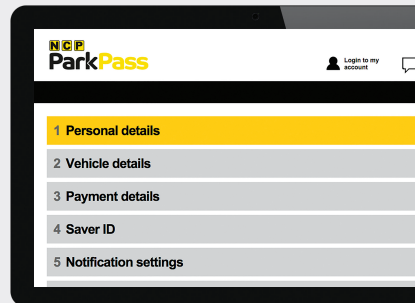 NCP
ParkPass
Login to my
account
1 Personal details
2 Vehicle details
3 Payment details
4 Saver ID
5 Notification settings